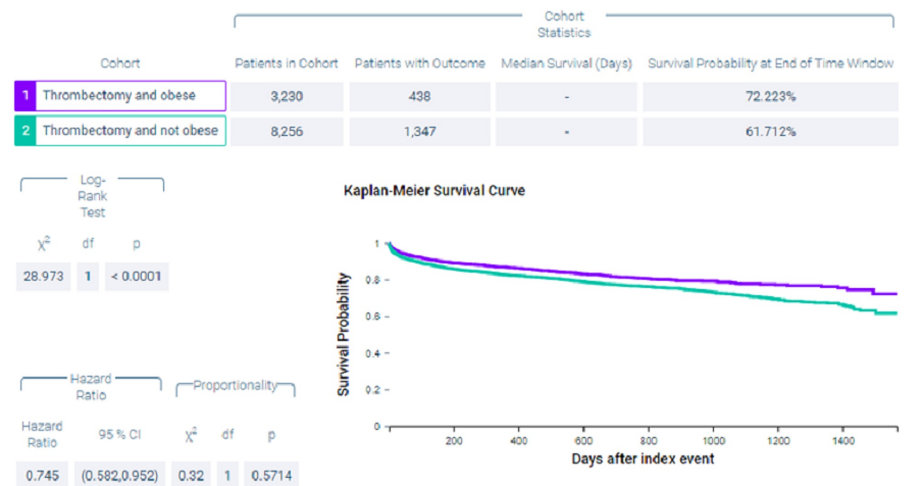 Cohort
Statistics
Cohort Patients in Cohort Patients with Outcome Median Survival (Days) Survival Probability at End of Time Window
1 Thrombectomy and obese 3,230 438 - 72.223%
2 Thrombectomy and not obese 8,256 1,347 - 61.712%
Log-
Rank
Test
χ² df p
28.973 1 < 0.0001
Kaplan-Meier Survival Curve
Survival Probability
1
0.8
0.6
0.4
0.2
0
200 400 600 800 1000 1200 1400
Days after index event
Hazard
Ratio
Proportionality
Hazard
Ratio
95 % CI χ² df p
0.745 (0.582,0.952) 0.32 1 0.5714